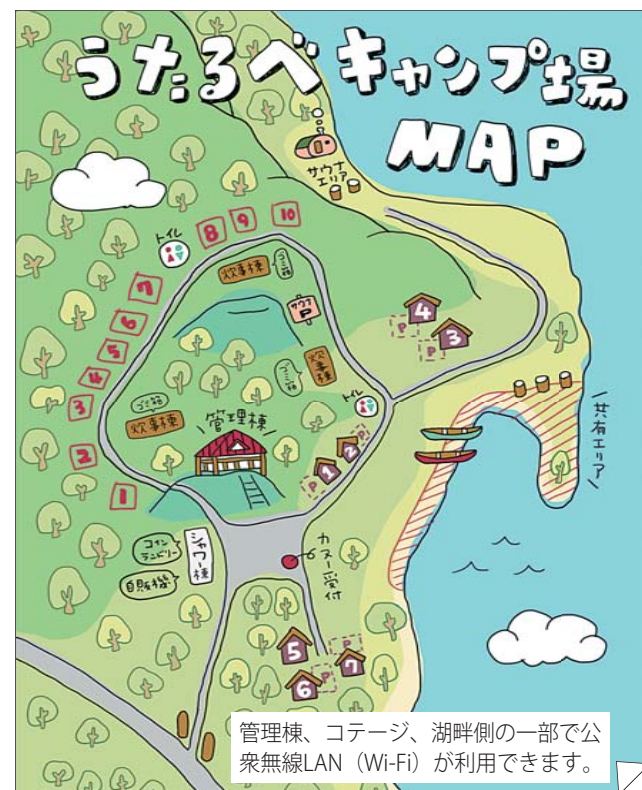 うたるべキャンプ場
MAP
サウナ
エリア
トイレ
8
9
10
炊事棟
ゴミ箱
サウナ
P
7
6
5
4
3
2
1
4
P
3
P
ゴミ箱
炊事棟
ゴミ箱
炊事棟
管理棟
トイレ
1
2
P
P
共有エリア
コイン
ランドリー
自販機
シャワー棟
カヌー受付
5
6
7
P
P
管理棟、コテージ、湖畔側の一部で公
衆無線LAN（Wi-Fi）が利用できます。